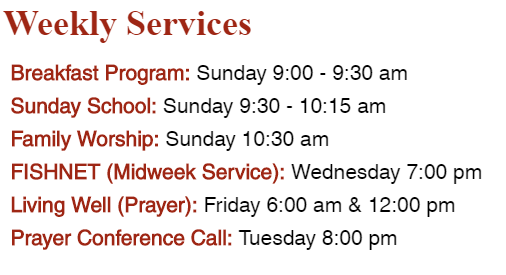 Weekly Services
Breakfast Program: Sunday 9:00 - 9:30 am
Sunday School: Sunday 9:30 - 10:15 am
Family Worship: Sunday 10:30 am
FISHNET (Midweek Service): Wednesday 7:00 pm
Living Well (Prayer): Friday 6:00 am & 12:00 pm
Prayer Conference Call: Tuesday 8:00 pm